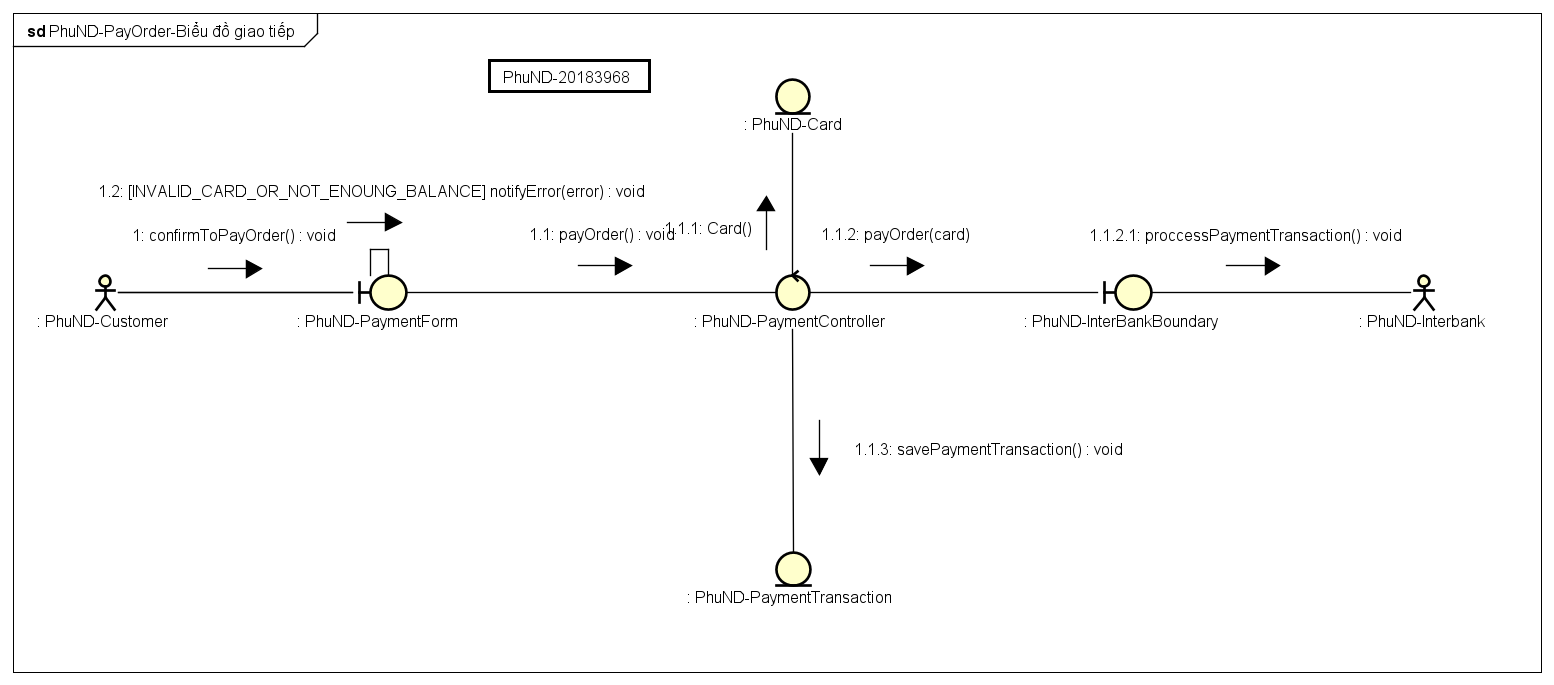 sd PhuND-PayOrder-Biểu đồ giao tiếp
PhuND-20183968
: PhuND-Card
1.2: [INVALID_CARD_OR_NOT_ENOUNG_BALANCE] notifyError(error) : void
1: confirmToPayOrder() : void
1.1: payOrder() : void
1.1.1: Card()
1.1.2: payOrder(card)
1.1.2.1: proccessPaymentTransaction() : void
: PhuND-Customer
: PhuND-PaymentForm
: PhuND-PaymentController
: PhuND-InterBankBoundary
: PhuND-Interbank
1.1.3: savePaymentTransaction() : void
: PhuND-PaymentTransaction